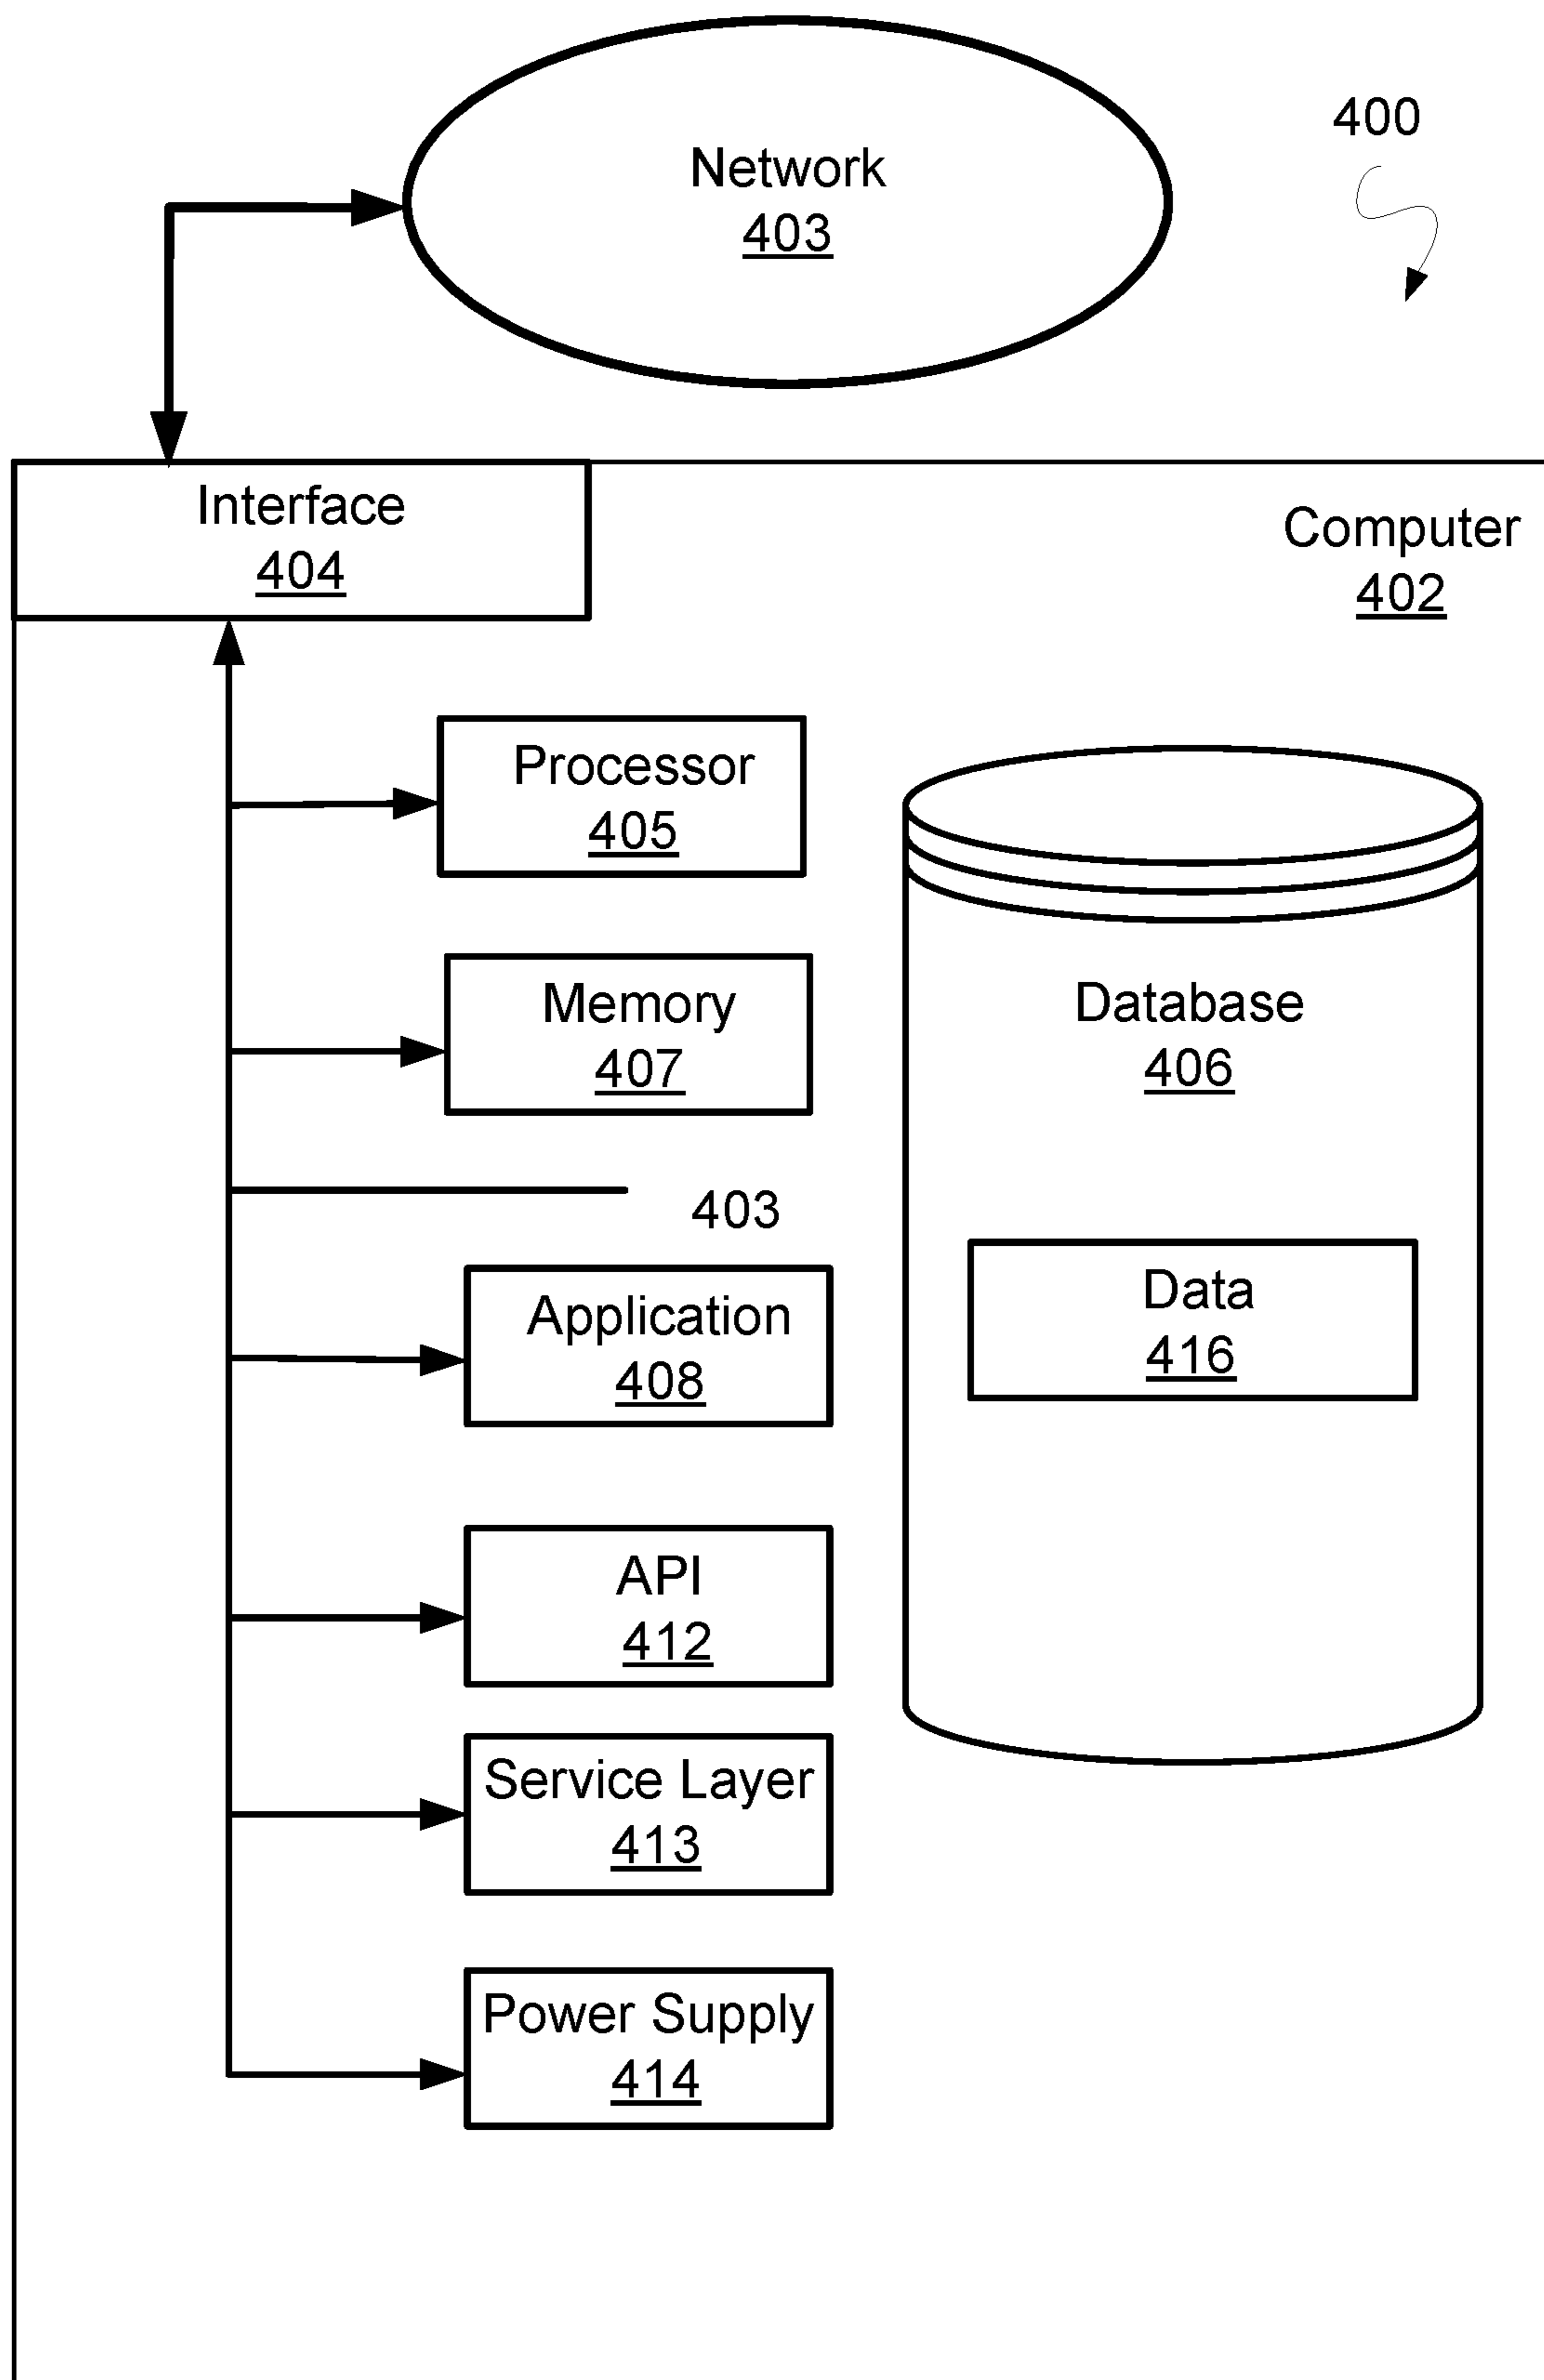 Network
403
400
Interface
404
Computer
402
Processor
405
Memory
407
Database
406
403
Data
416
Application
408
API
412
Service Layer
413
Power Supply
414